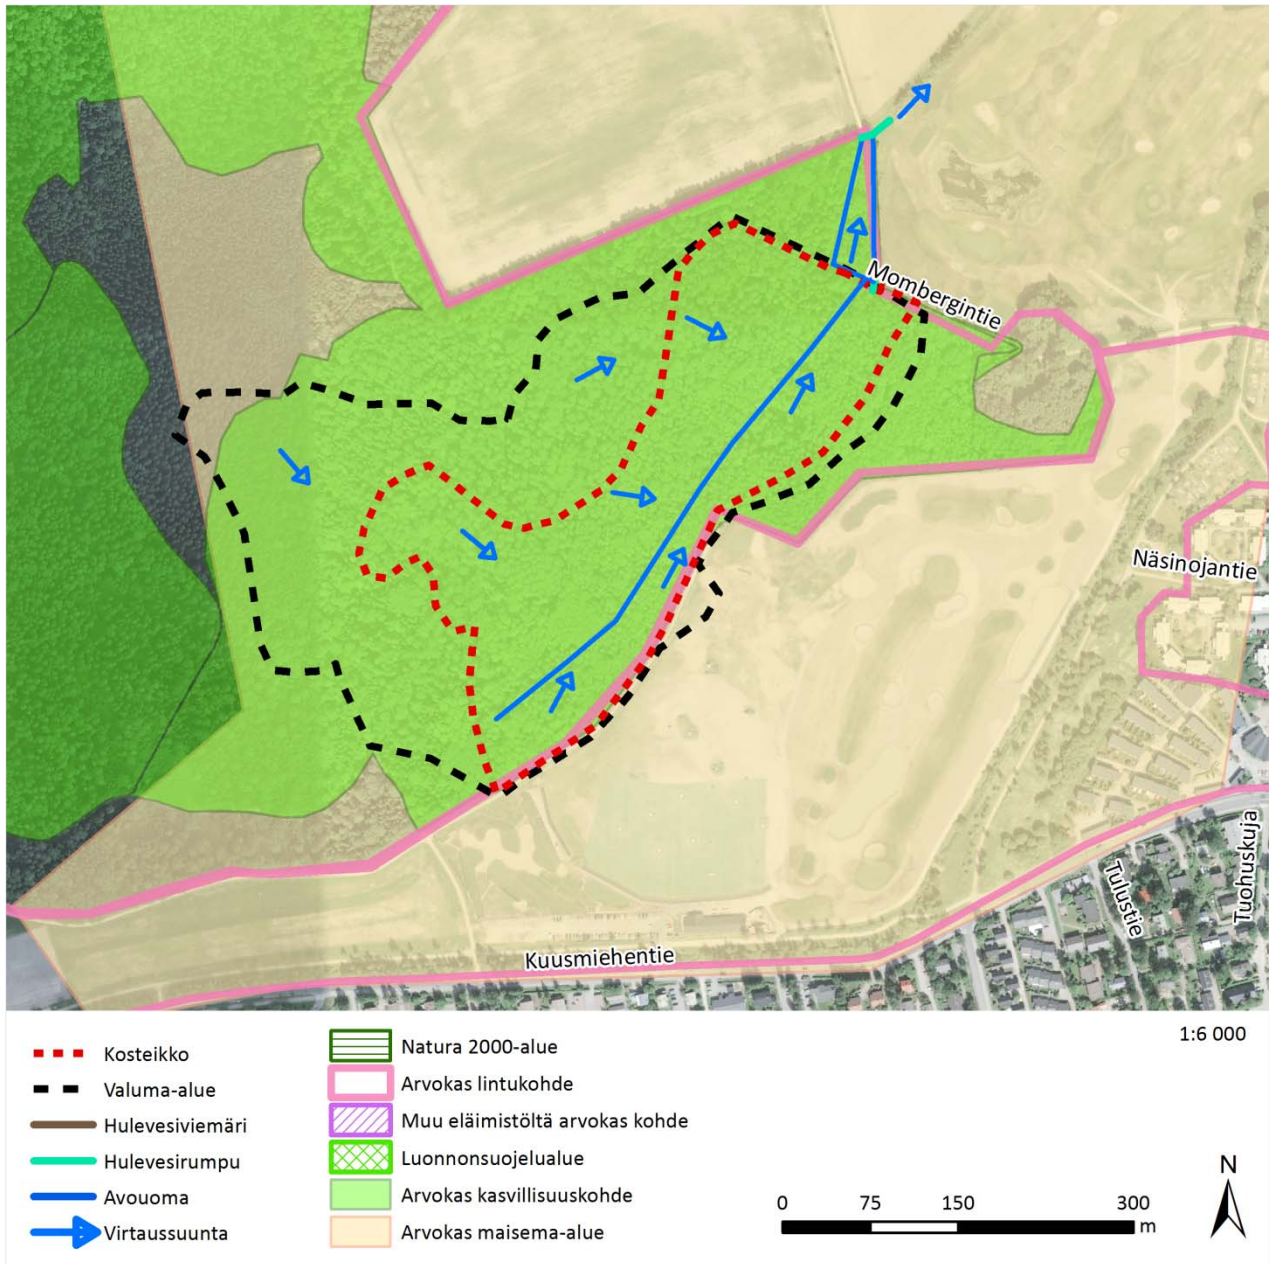 Mombergintie
Näsinojantie
Tuohuskuja
Tulustie
Kuusmiehentie
1:6 000
Kosteikko
Valuma-alue
Hulevesiviemäri
Hulevesirumpu
Avouoma
Virtaussuunta
Natura 2000-alue
Arvokas lintukohde
Muu eläimistöltä arvokas kohde
Luonnonsuojelualue
Arvokas kasvillisuuskohde
Arvokas maisema-alue
0 75 150 300
m
N